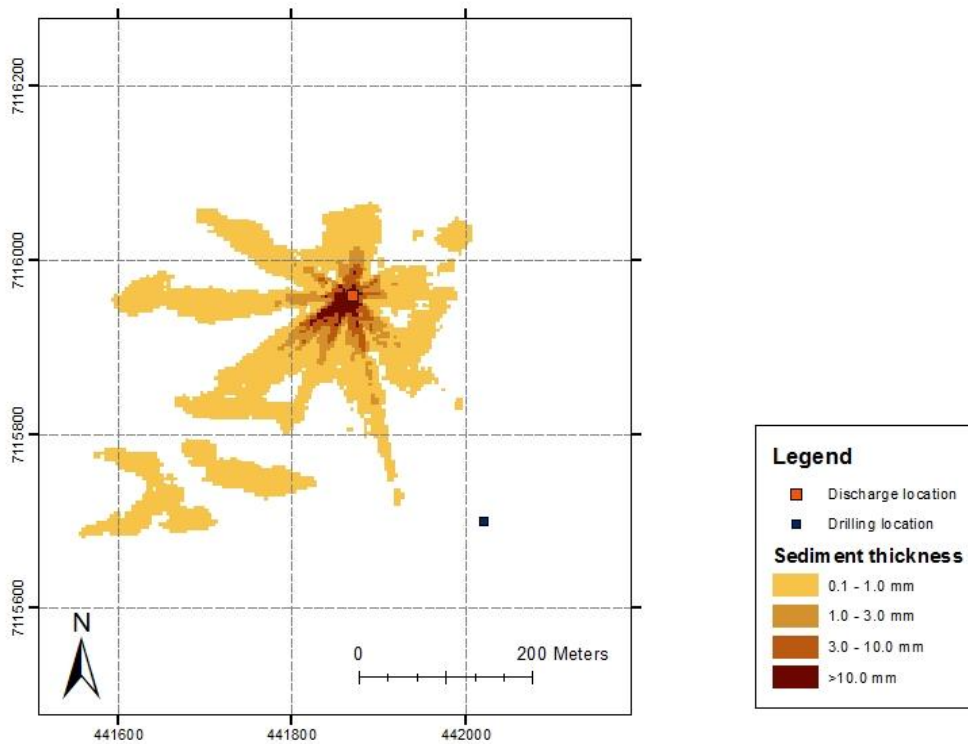 7116200
7116000
7115800
7115600
441600
441800
442000
N
0
200 Meters
Legend
Discharge location
Drilling location
Sediment thickness
0.1 - 1.0 mm
1.0 - 3.0 mm
3.0 - 10.0 mm
>10.0 mm